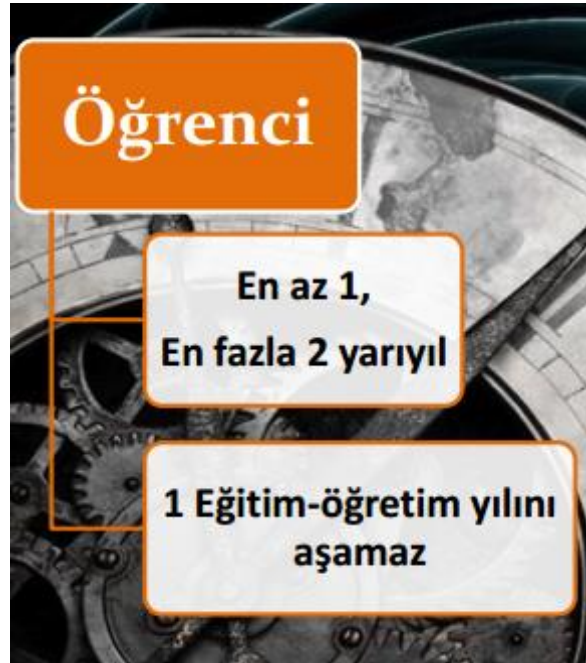 Öğrenci
En az 1,
En fazla 2 yarıyıl
1 Eğitim-öğretim yılını
aşamaz